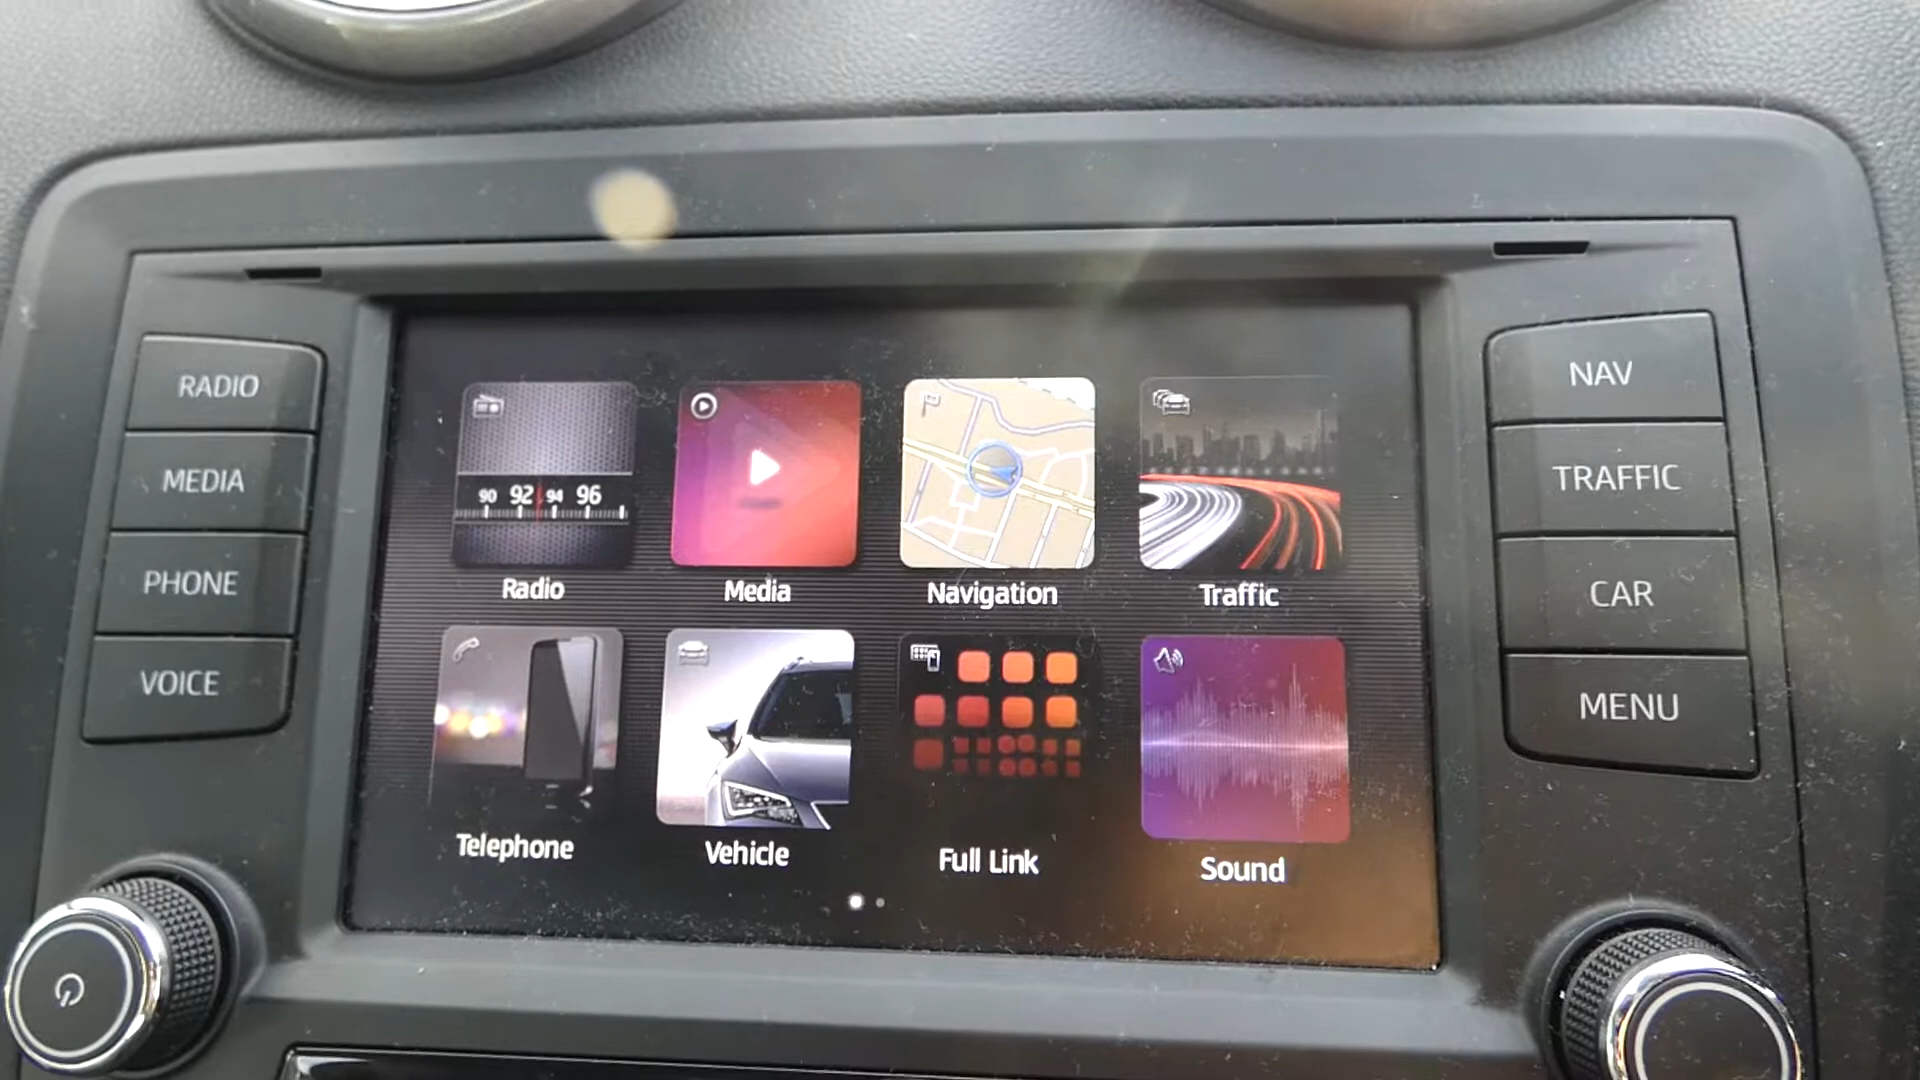 RADIO
MEDIA
PHONE
VOICE
90 92 94 96
Radio
Media
Navigation
Traffic
Telephone
Vehicle
Full Link
Sound
NAV
TRAFFIC
CAR
MENU